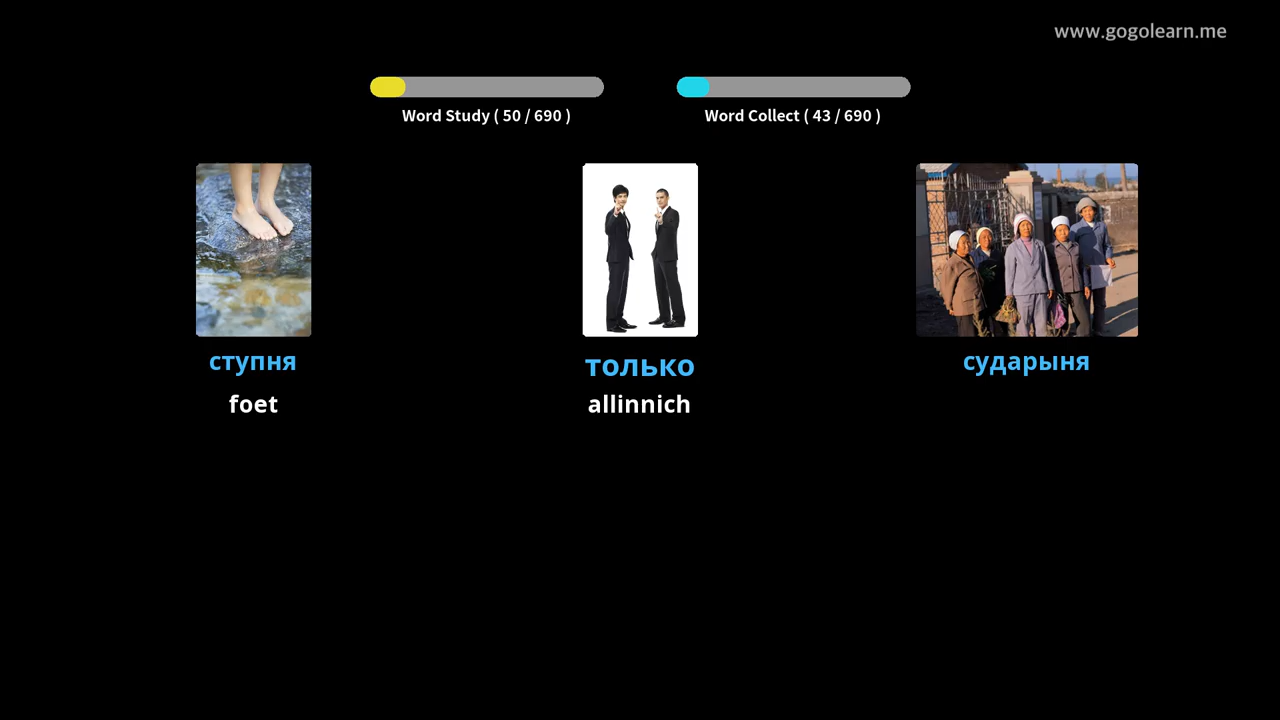 www.gogolearn.me
Word Study ( 50 / 690 )
Word Collect ( 43 / 690 )
ступня
только
сударыня
foet
allinnich